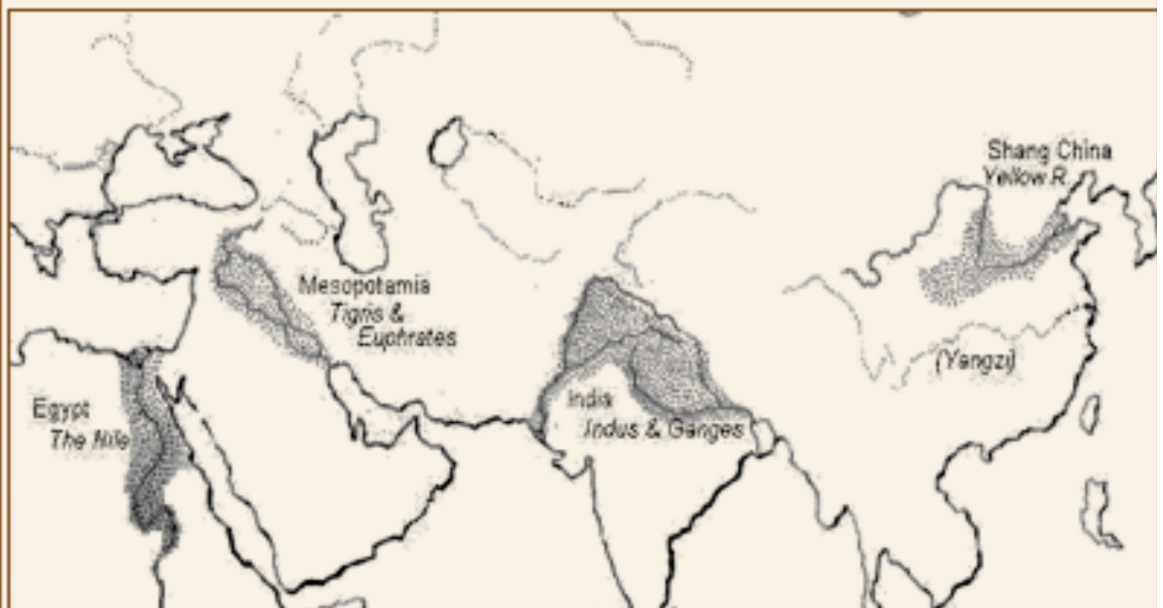 Shang China
Yellow R.
Mesopotamia
Tigris &
Euphrates
(Yangzi)
Egypt
The Nile
India
Indus & Ganges